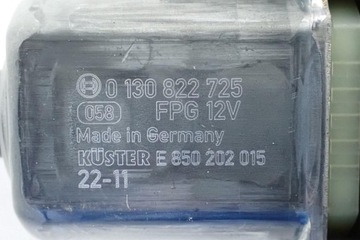 0 130 822 725
058 FPG 12V
Made in Germany
KÜSTER E 850 202 015
22-11